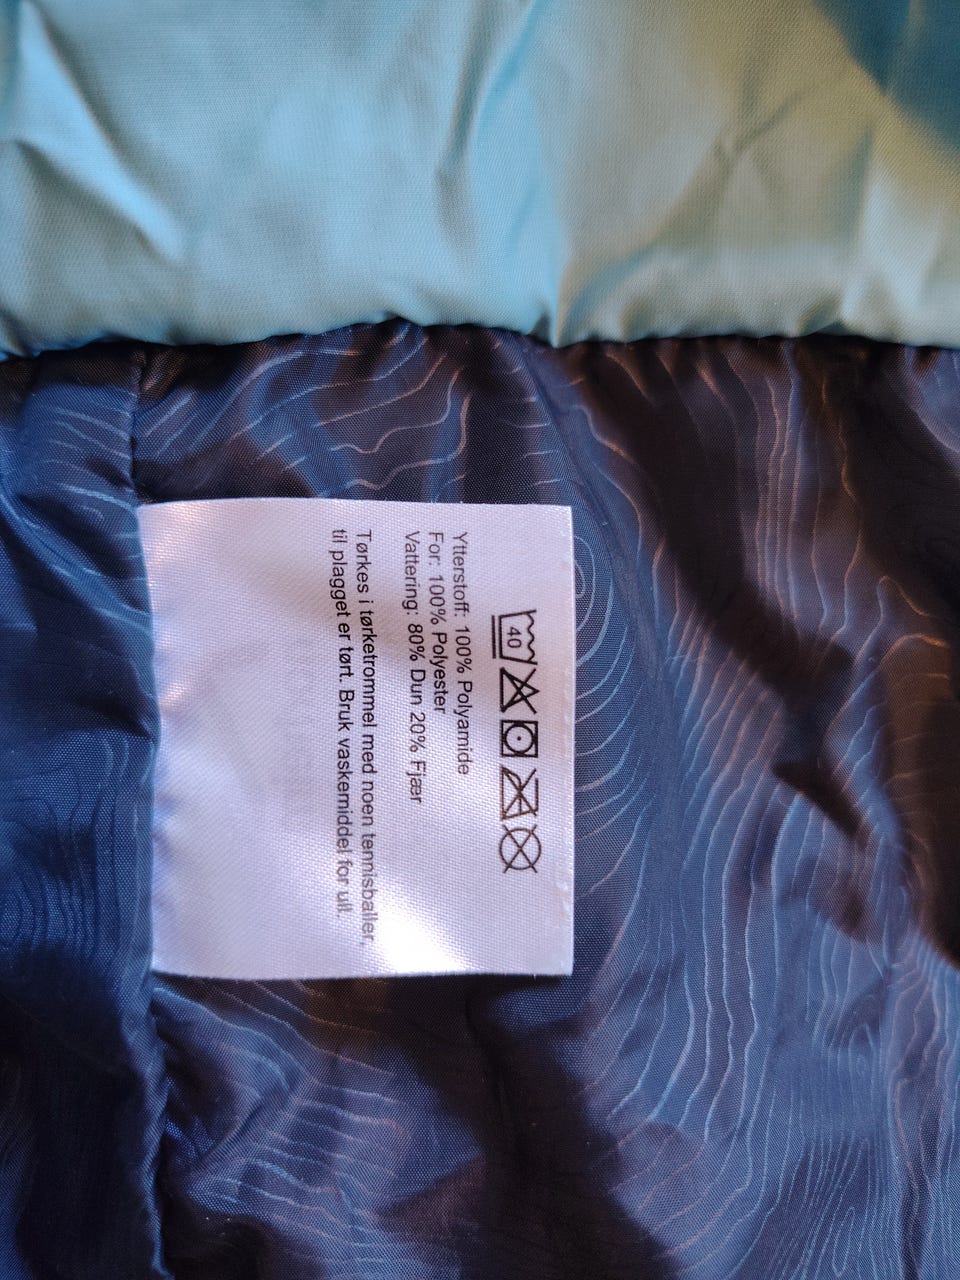 40
Ytterstoff: 100% Polyamide
For: 100% Polyester
Vattering: 80% Dun 20% Fjær
Tørkes i tørketrommel med noen tennisballer,
til plagget er tørt. Bruk vaskemiddel for ull.